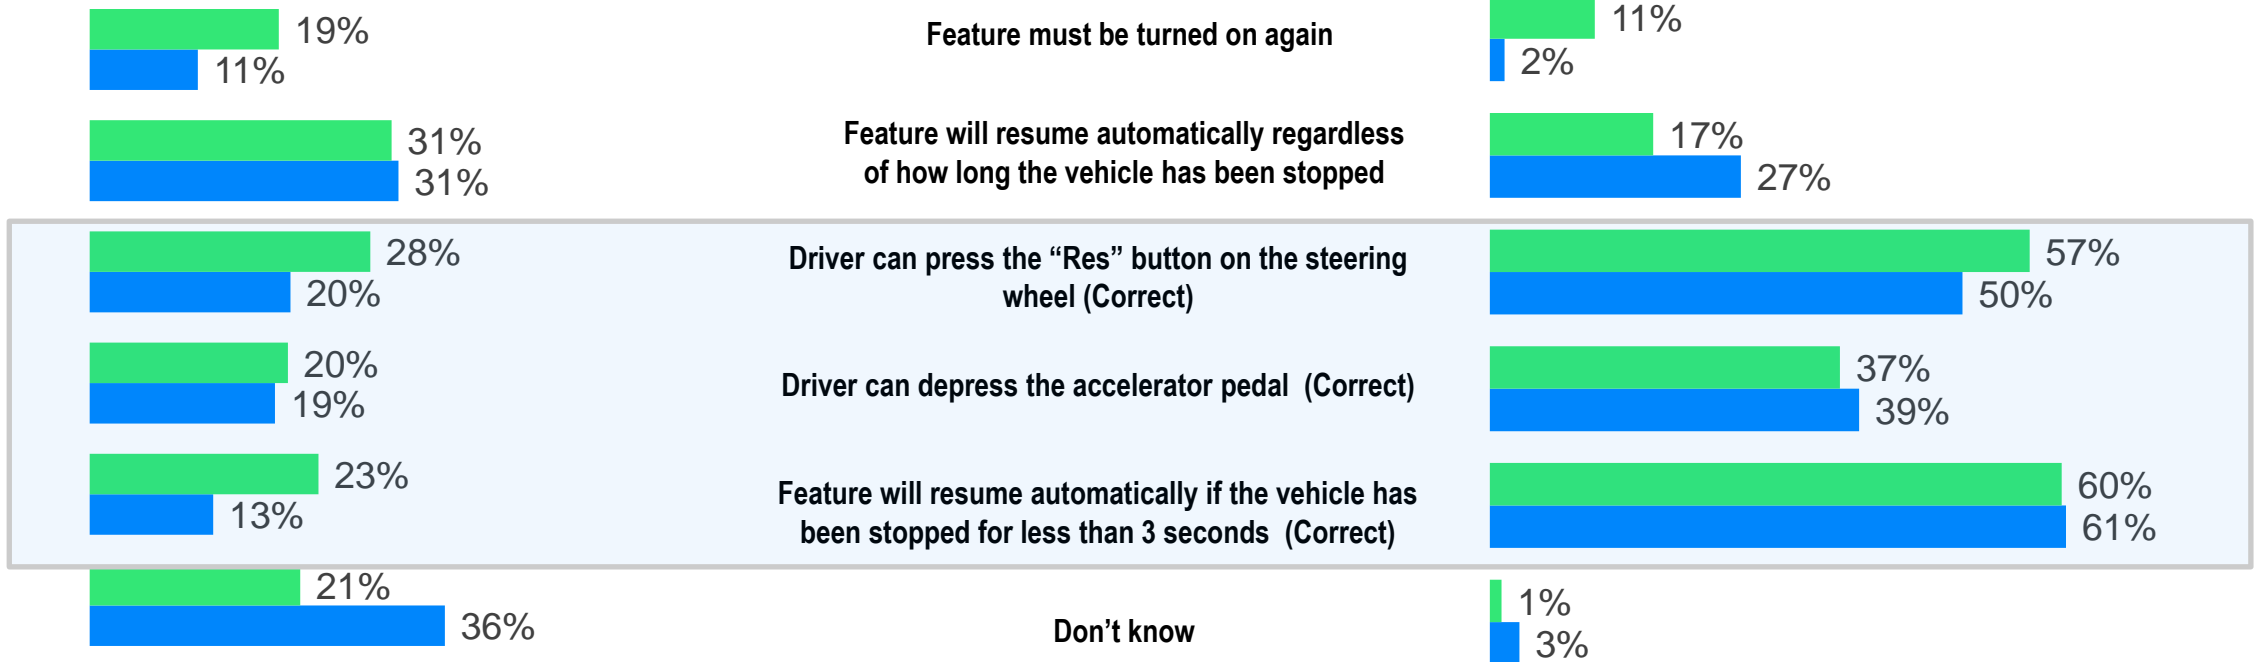 19%
11%
Feature must be turned on again
11%
2%
31%
31%
Feature will resume automatically regardless
of how long the vehicle has been stopped
17%
27%
28%
20%
Driver can press the “Res” button on the steering
wheel (Correct)
57%
50%
20%
19%
Driver can depress the accelerator pedal (Correct)
37%
39%
23%
13%
Feature will resume automatically if the vehicle has
been stopped for less than 3 seconds (Correct)
60%
61%
21%
36%
Don’t know
1%
3%